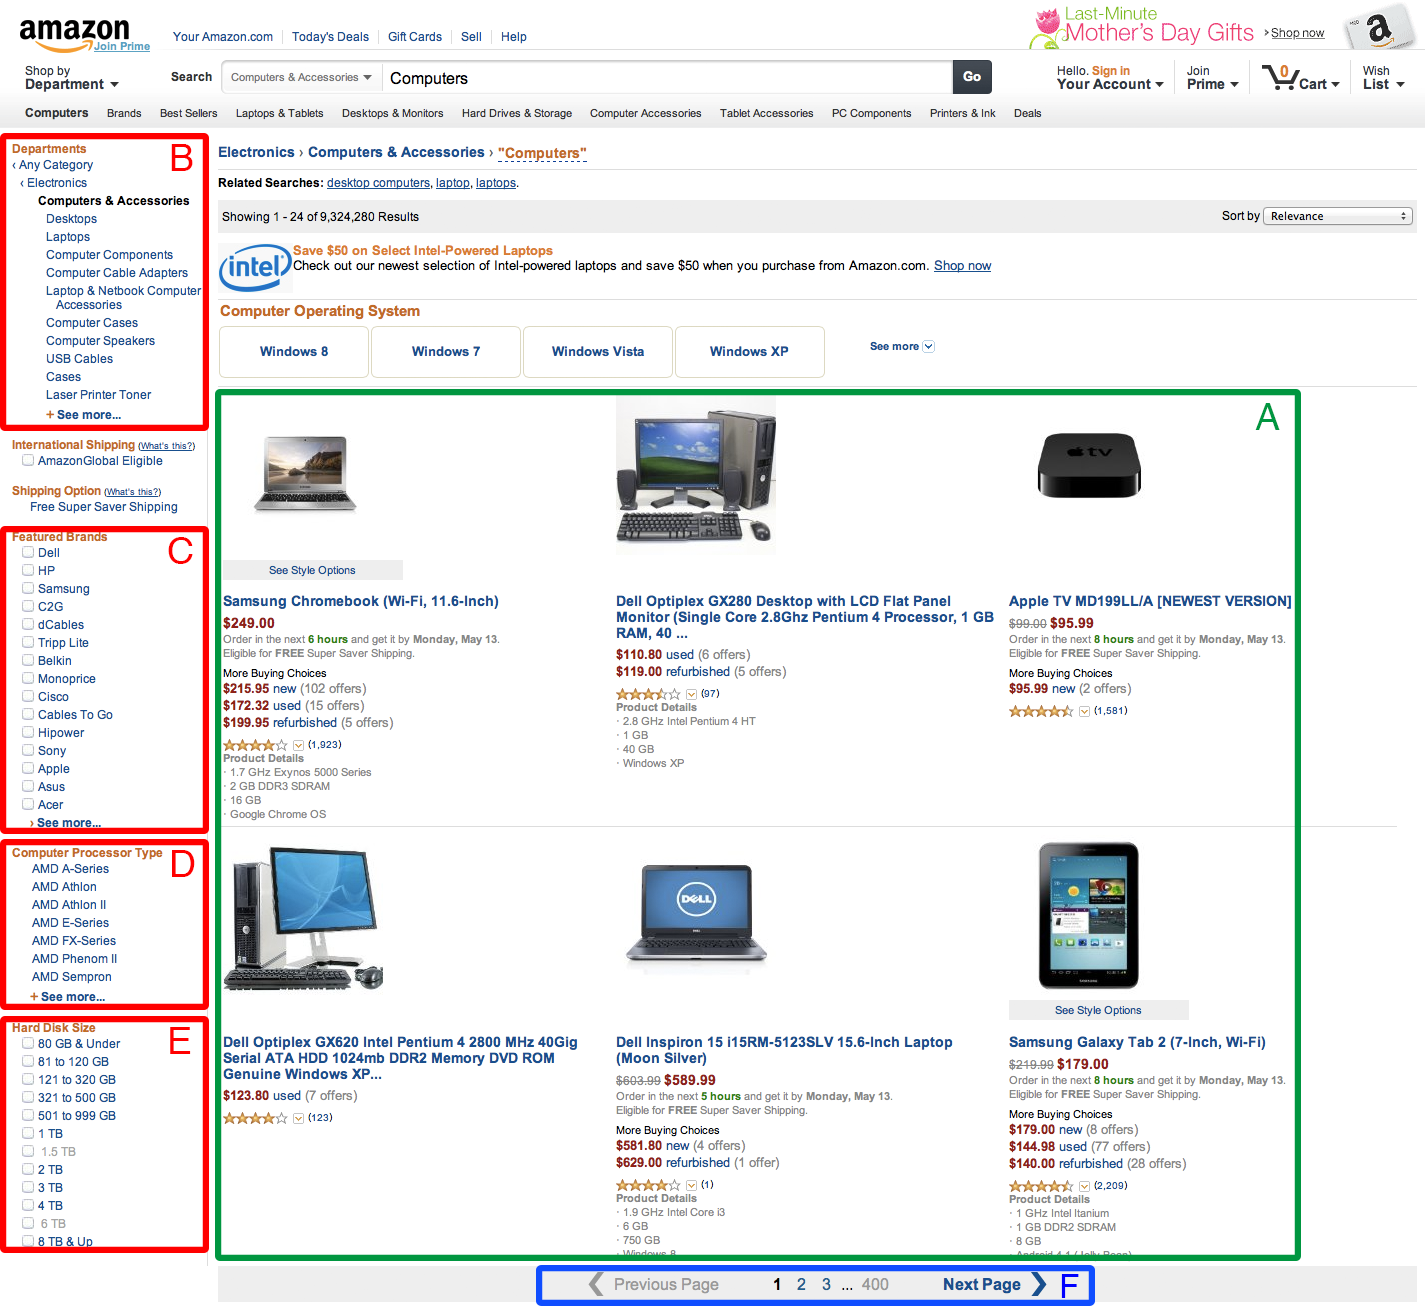 amazon
Join Prime
Your Amazon.com
Today's Deals
Gift Cards
Sell
Help
Last-Minute
Mother's Day Gifts
› Shop now
a
Shop by
Department
Search
Computers & Accessories
Computers
Go
Hello. Sign in
Your Account
Join
Prime
0
Cart
Wish
List
Computers
Brands
Best Sellers
Laptops & Tablets
Desktops & Monitors
Hard Drives & Storage
Computer Accessories
Tablet Accessories
PC Components
Printers & Ink
Deals
B
Departments
‹ Any Category
‹ Electronics
Computers & Accessories
Desktops
Laptops
Computer Components
Computer Cable Adapters
Laptop & Netbook Computer
Accessories
Computer Cases
Computer Speakers
USB Cables
Cases
Laser Printer Toner
+ See more...
International Shipping (What's this?)
AmazonGlobal Eligible
Shipping Option (What's this?)
Free Super Saver Shipping
C
Featured Brands
Dell
HP
Samsung
C2G
dCables
Tripp Lite
Belkin
Monoprice
Cisco
Cables To Go
Hipower
Sony
Apple
Asus
Acer
› See more...
D
Computer Processor Type
AMD A-Series
AMD Athlon
AMD Athlon II
AMD E-Series
AMD FX-Series
AMD Phenom II
AMD Sempron
+ See more...
E
Hard Disk Size
80 GB & Under
81 to 120 GB
121 to 320 GB
321 to 500 GB
501 to 999 GB
1 TB
1.5 TB
2 TB
3 TB
4 TB
6 TB
8 TB & Up
Electronics › Computers & Accessories › "Computers"
Related Searches: desktop computers, laptop, laptops.
Showing 1 - 24 of 9,324,280 Results
Sort by Relevance
intel
Save $50 on Select Intel-Powered Laptops
Check out our newest selection of Intel-powered laptops and save $50 when you purchase from Amazon.com. Shop now
Computer Operating System
Windows 8
Windows 7
Windows Vista
Windows XP
See more
A
See Style Options
Samsung Chromebook (Wi-Fi, 11.6-Inch)
$249.00
Order in the next 6 hours and get it by Monday, May 13.
Eligible for FREE Super Saver Shipping.
More Buying Choices
$215.95 new (102 offers)
$172.32 used (15 offers)
$199.95 refurbished (5 offers)
(1,923)
Product Details
· 1.7 GHz Exynos 5000 Series
· 2 GB DDR3 SDRAM
· 16 GB
· Google Chrome OS
Dell Optiplex GX280 Desktop with LCD Flat Panel
Monitor (Single Core 2.8Ghz Pentium 4 Processor, 1 GB
RAM, 40 ...
$110.80 used (6 offers)
$119.00 refurbished (5 offers)
(97)
Product Details
· 2.8 GHz Intel Pentium 4 HT
· 1 GB
· 40 GB
· Windows XP
tv
Apple TV MD199LL/A [NEWEST VERSION]
$99.00 $95.99
Order in the next 8 hours and get it by Monday, May 13.
Eligible for FREE Super Saver Shipping.
More Buying Choices
$95.99 new (2 offers)
(1,581)
Dell Optiplex GX620 Intel Pentium 4 2800 MHz 40Gig
Serial ATA HDD 1024mb DDR2 Memory DVD ROM
Genuine Windows XP...
$123.80 used (7 offers)
(123)
DELL
Dell Inspiron 15 i15RM-5123SLV 15.6-Inch Laptop
(Moon Silver)
$603.99 $589.99
Order in the next 5 hours and get it by Monday, May 13.
Eligible for FREE Super Saver Shipping.
More Buying Choices
$581.80 new (4 offers)
$629.00 refurbished (1 offer)
(1)
Product Details
· 1.9 GHz Intel Core i3
· 6 GB
· 750 GB
· Windows 8
SAMSUNG
See Style Options
Samsung Galaxy Tab 2 (7-Inch, Wi-Fi)
$219.99 $179.00
Order in the next 8 hours and get it by Monday, May 13.
Eligible for FREE Super Saver Shipping.
More Buying Choices
$179.00 new (8 offers)
$144.98 used (77 offers)
$140.00 refurbished (28 offers)
(2,209)
Product Details
· 1 GHz Intel Itanium
· 1 GB DDR2 SDRAM
· 8 GB
· Android 4.1 (Jelly Bean)
Previous Page
1 2 3 ... 400
Next Page
F